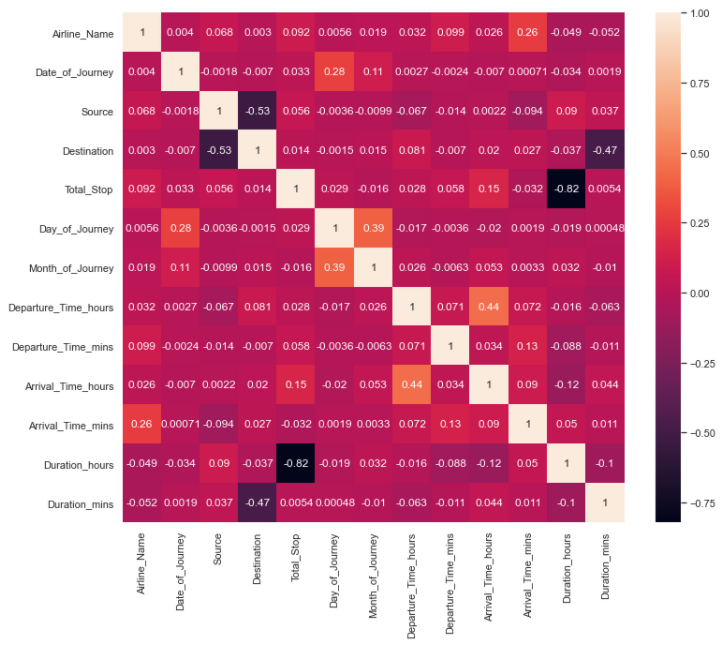 Airline_Name 1 0.004 0.068 0.003 0.092 0.0056 0.019 0.032 0.099 0.026 0.26 -0.049 -0.052
Date_of_Journey 0.004 1 -0.0018 -0.007 0.033 0.28 0.11 0.0027 -0.0024 -0.007 0.00071 -0.034 0.0019
Source 0.068 -0.0018 1 -0.53 0.056 -0.0036 -0.0099 -0.067 -0.014 0.0022 -0.094 0.09 0.037
Destination 0.003 -0.007 -0.53 1 0.014 -0.0015 0.015 0.081 -0.007 0.02 0.027 -0.037 -0.47
Total_Stop 0.092 0.033 0.056 0.014 1 0.029 -0.016 0.028 0.058 0.15 -0.032 -0.82 0.0054
Day_of_Journey 0.0056 0.28 -0.0036 -0.0015 0.029 1 0.39 -0.017 -0.0036 -0.02 0.0019 -0.019 0.00048
Month_of_Journey 0.019 0.11 -0.0099 0.015 -0.016 0.39 1 0.026 -0.0063 0.053 0.0033 0.032 -0.01
Departure_Time_hours 0.032 0.0027 -0.067 0.081 0.028 -0.017 0.026 1 0.071 0.44 0.072 -0.016 -0.063
Departure_Time_mins 0.099 -0.0024 -0.014 -0.007 0.058 -0.0036 -0.0063 0.071 1 0.034 0.13 -0.088 -0.011
Arrival_Time_hours 0.026 -0.007 0.0022 0.02 0.15 -0.02 0.053 0.44 0.034 1 0.09 -0.12 0.044
Arrival_Time_mins 0.26 0.00071 -0.094 0.027 -0.032 0.0019 0.0033 0.072 0.13 0.09 1 0.05 0.011
Duration_hours -0.049 -0.034 0.09 -0.037 -0.82 -0.019 0.032 -0.016 -0.088 -0.12 0.05 1 -0.1
Duration_mins -0.052 0.0019 0.037 -0.47 0.0054 0.00048 -0.01 -0.063 -0.011 0.044 0.011 -0.1 1
Airline_Name
Date_of_Journey
Source
Destination
Total_Stop
Day_of_Journey
Month_of_Journey
Departure_Time_hours
Departure_Time_mins
Arrival_Time_hours
Arrival_Time_mins
Duration_hours
Duration_mins
1.00
0.75
0.50
0.25
0.00
-0.25
-0.50
-0.75